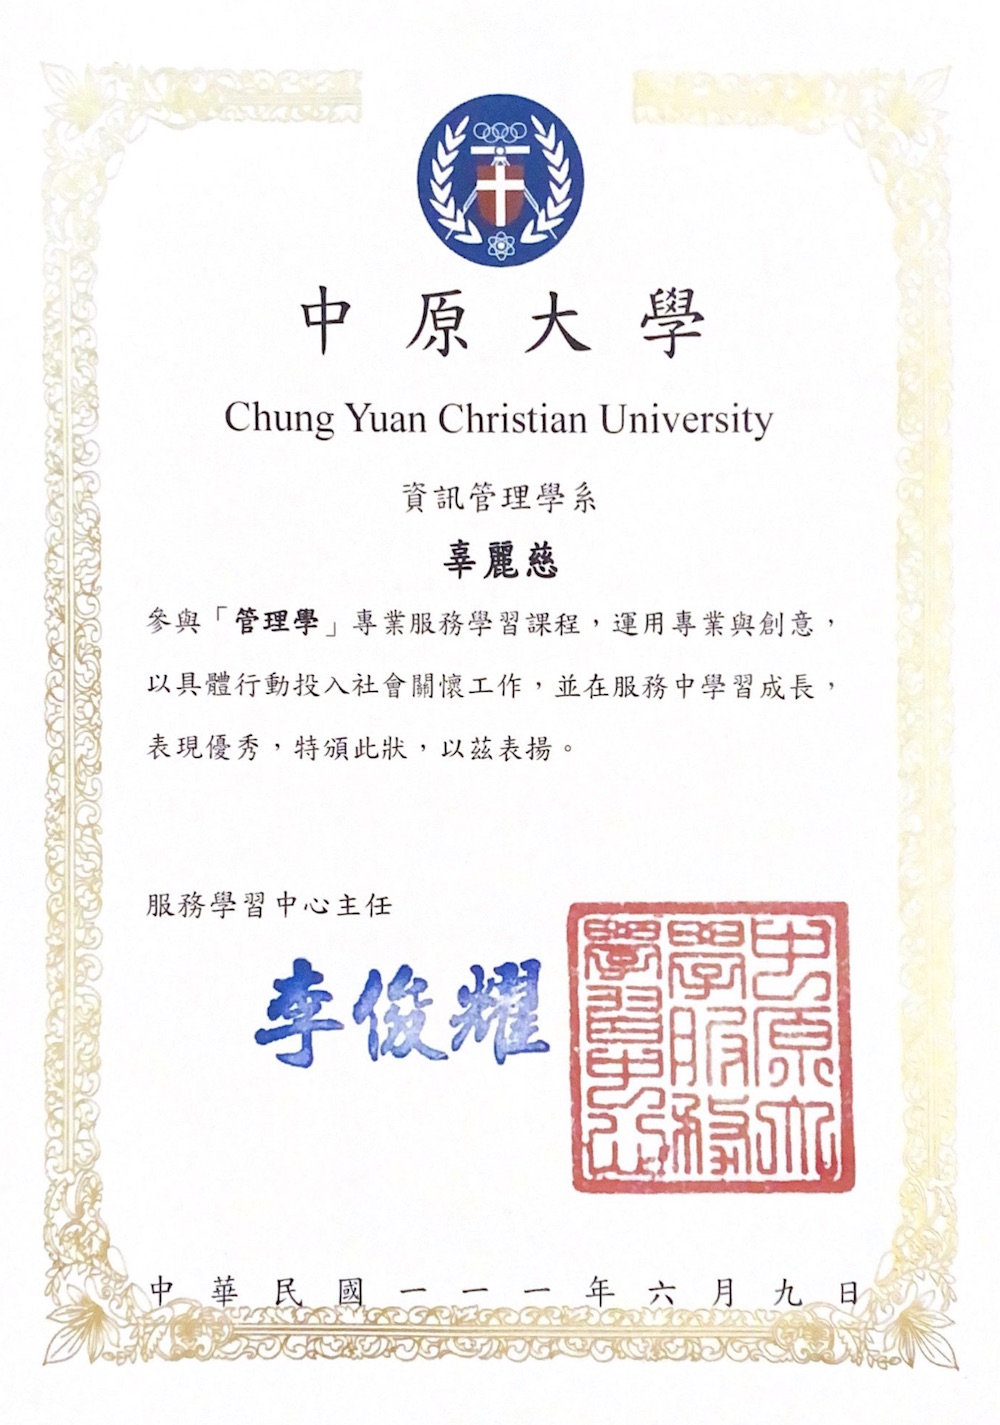 中原大學
Chung Yuan Christian University
資訊管理學系
辜麗慈
參與「管理學」專業服務學習課程，運用專業與創意，
以具體行動投入社會關懷工作，並在服務中學習成長，
表現優秀，特頒此狀，以茲表揚。
服務學習中心主任
李俊耀
中原大學服務學習中心
中華民國一一一年六月九日